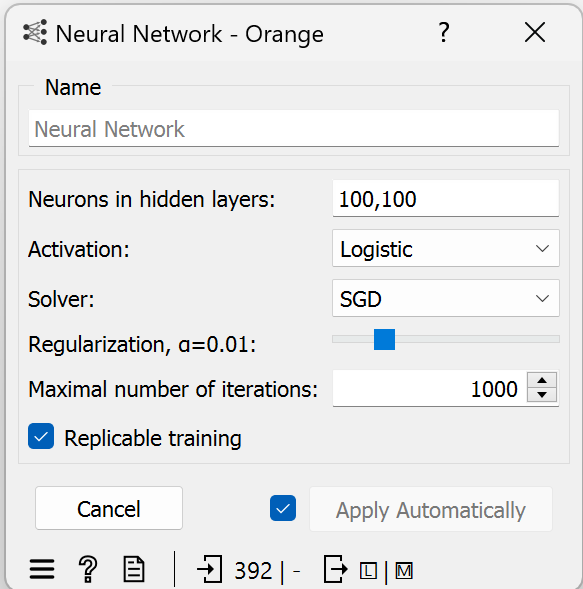 Neural Network - Orange ?
Name
Neural Network
Neurons in hidden layers: 100,100
Activation: Logistic
Solver: SGD
Regularization, α=0.01:
Maximal number of iterations: 1000
Replicable training
Cancel Apply Automatically
? 392 | - L | M